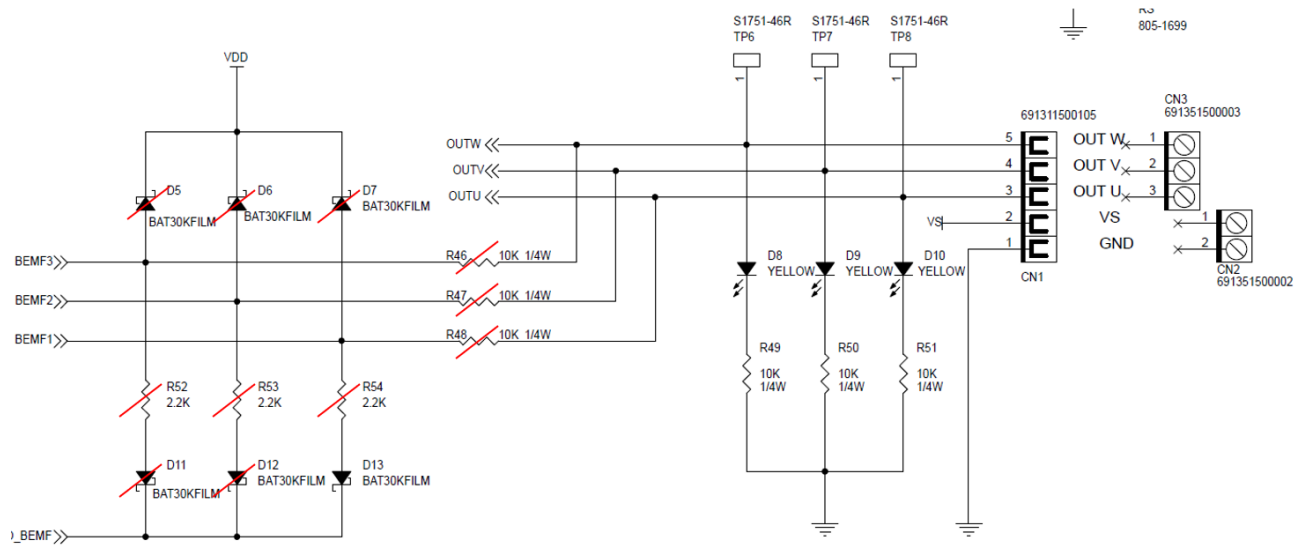 S1751-46R S1751-46R S1751-46R
TP6 TP7 TP8
1 1 1
805-1699
VDD
CN3
691351500003
691311500105
OUTW 5 OUT W 1
OUTV 4 OUT V 2
OUTU 3 OUT U 3
VS 2 VS 1
1 GND 2
CN1
CN2
691351500002
D5 D6 D7
BAT30KFILM BAT30KFILM BAT30KFILM
BEMF3 R46 10K 1/4W
BEMF2 R47 10K 1/4W
BEMF1 R48 10K 1/4W
D8 D9 D10
YELLOW YELLOW YELLOW
R49 R50 R51
10K 10K 10K
1/4W 1/4W 1/4W
R52 R53 R54
2.2K 2.2K 2.2K
D11 D12 D13
BAT30KFILM BAT30KFILM BAT30KFILM
_BEMF